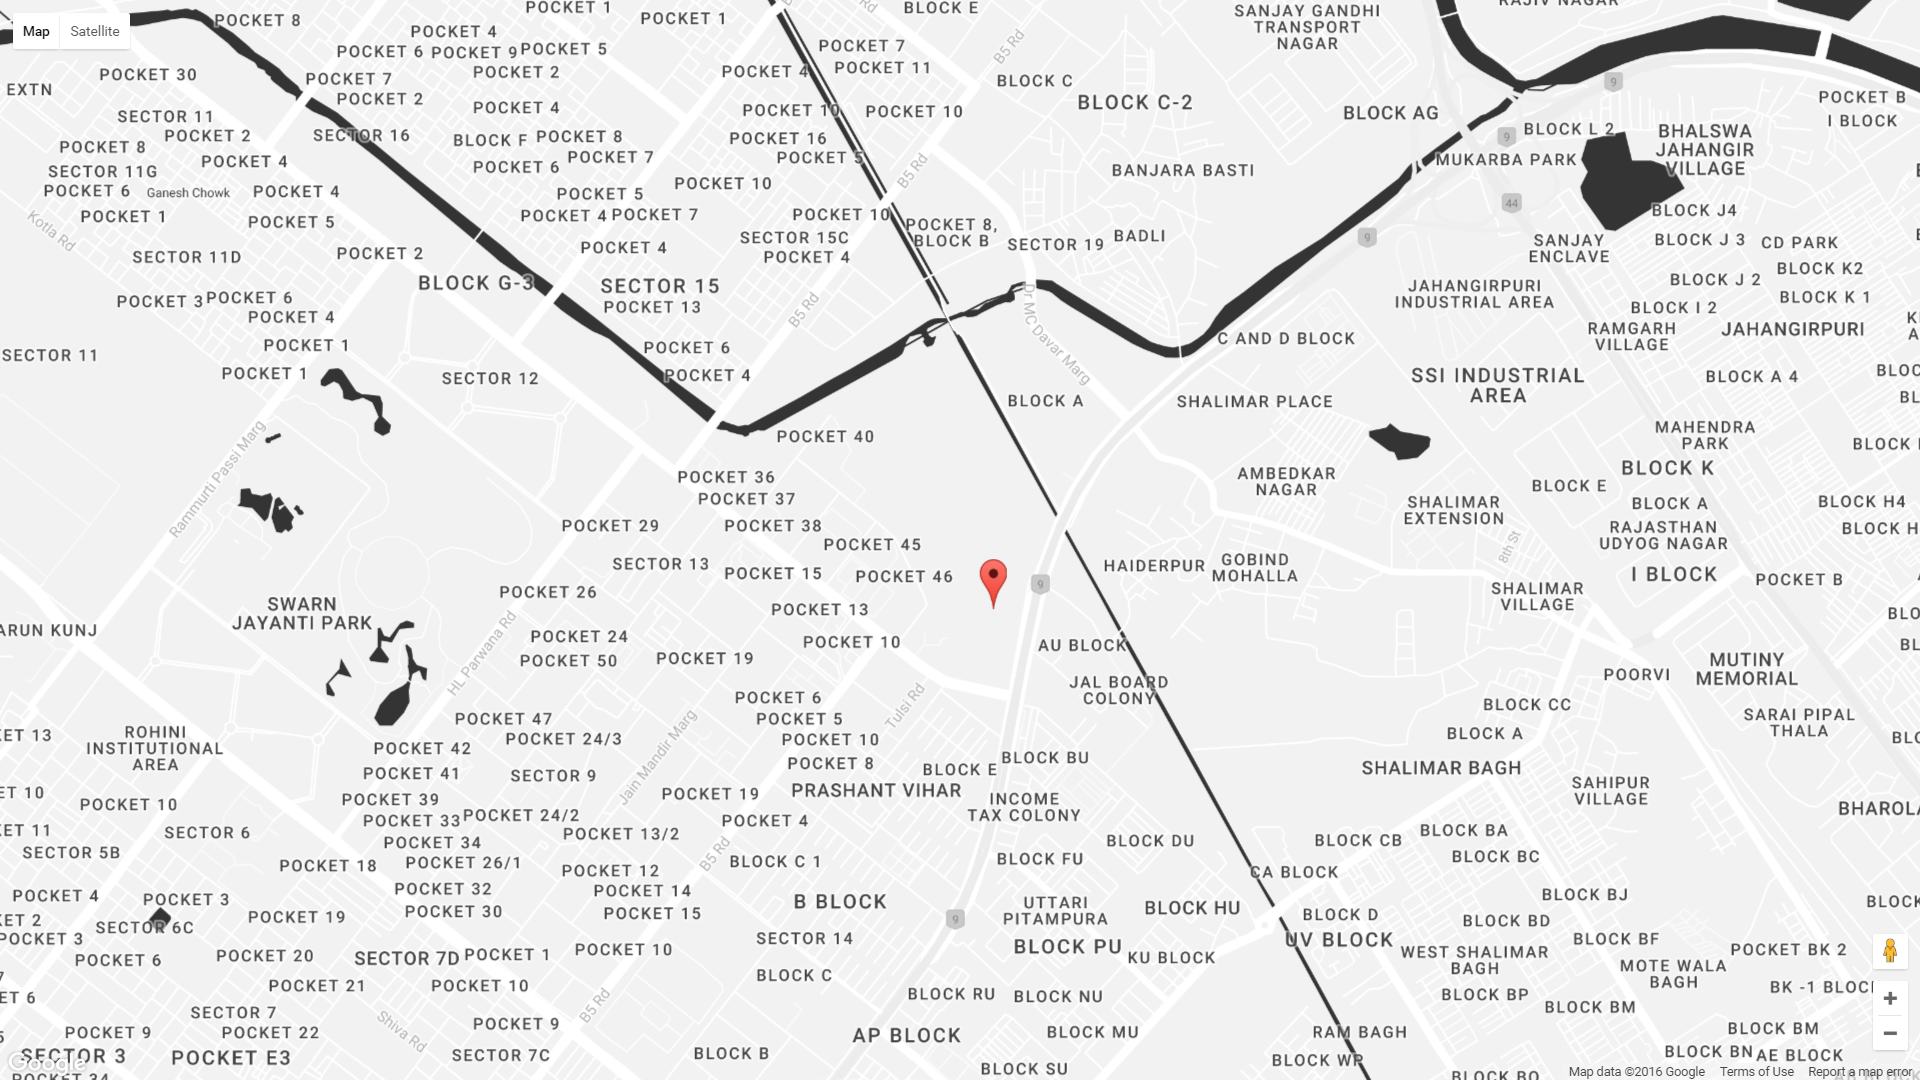 Map
Satellite
POCKET 8
POCKET 1
POCKET 1
BLOCK E
SANJAY GANDHI
TRANSPORT
NAGAR
RAJIV NAGAR
POCKET 4
POCKET 6
POCKET 9
POCKET 5
POCKET 7
POCKET 11
B5 Rd
POCKET 30
POCKET 7
POCKET 2
POCKET 4
BLOCK C
9
EXTN
POCKET 2
POCKET 4
POCKET 10
POCKET 10
BLOCK C-2
BLOCK AG
POCKET B
I BLOCK
SECTOR 11
POCKET 2
SECTOR 16
BLOCK F
POCKET 8
POCKET 16
9
BLOCK L 2
BHALSWA
JAHANGIR
VILLAGE
POCKET 8
POCKET 4
POCKET 7
POCKET 5
MUKARBA PARK
SECTOR 11G
POCKET 6
B5 Rd
BANJARA BASTI
POCKET 6
Ganesh Chowk
POCKET 4
POCKET 5
POCKET 10
44
POCKET 1
POCKET 5
POCKET 4
POCKET 7
POCKET 10
POCKET 8,
BLOCK B
BLOCK J4
Kotla Rd
SECTOR 11D
POCKET 2
POCKET 4
SECTOR 15C
POCKET 4
SECTOR 19
BADLI
9
SANJAY
ENCLAVE
BLOCK J 3
CD PARK
BLOCK G-3
SECTOR 15
BLOCK J 2
BLOCK K2
POCKET 3
POCKET 6
POCKET 4
POCKET 13
B5 Rd
Dr MC Davar Marg
JAHANGIRPURI
INDUSTRIAL AREA
BLOCK I 2
BLOCK K 1
RAMGARH
VILLAGE
JAHANGIRPURI
SECTOR 11
POCKET 1
POCKET 6
C AND D BLOCK
POCKET 1
SECTOR 12
POCKET 4
SSI INDUSTRIAL
AREA
BLOCK A 4
BLOCK A
SHALIMAR PLACE
Rammurti Passi Marg
POCKET 40
MAHENDRA
PARK
POCKET 36
POCKET 37
AMBEDKAR
NAGAR
BLOCK K
BLOCK E
POCKET 29
POCKET 38
SHALIMAR
EXTENSION
BLOCK A
BLOCK H4
RAJASTHAN
UDYOG NAGAR
POCKET 45
8th St
SECTOR 13
POCKET 15
POCKET 46
HAIDERPUR
GOBIND
MOHALLA
I BLOCK
POCKET B
9
POCKET 26
POCKET 13
SHALIMAR
VILLAGE
SWARN
JAYANTI PARK
ARUN KUNJ
POCKET 24
POCKET 10
AU BLOCK
HL Parwana Rd
POCKET 50
POCKET 19
JAL BOARD
COLONY
POORVI
MUTINY
MEMORIAL
POCKET 6
Tulsi Rd
BLOCK CC
POCKET 47
POCKET 5
SARAI PIPAL
THALA
ROHINI
INSTITUTIONAL
AREA
POCKET 42
POCKET 24/3
POCKET 10
BLOCK A
Jain Mandir Marg
POCKET 41
SECTOR 9
POCKET 8
BLOCK E
BLOCK BU
SHALIMAR BAGH
PRASHANT VIHAR
SAHIPUR
VILLAGE
POCKET 10
POCKET 39
POCKET 19
INCOME
TAX COLONY
POCKET 33
POCKET 24/2
POCKET 4
SECTOR 6
POCKET 34
POCKET 13/2
BLOCK DU
BLOCK CB
BLOCK BA
SECTOR 5B
POCKET 18
POCKET 26/1
B5 Rd
BLOCK C 1
BLOCK FU
BLOCK BC
POCKET 12
CA BLOCK
POCKET 4
POCKET 3
POCKET 32
POCKET 14
B BLOCK
BLOCK BJ
POCKET 19
POCKET 30
POCKET 15
9
UTTARI
PITAMPURA
BLOCK HU
BLOCK D
BLOCK BD
SECTOR 6C
POCKET 3
SECTOR 14
BLOCK PU
UV BLOCK
BLOCK BF
POCKET BK 2
POCKET 6
POCKET 20
SECTOR 7D
POCKET 1
POCKET 10
KU BLOCK
WEST SHALIMAR
BAGH
MOTE WALA
BAGH
BLOCK C
POCKET 21
POCKET 10
BLOCK RU
BLOCK NU
BLOCK BP
BLOCK BM
B5 Rd
SECTOR 7
POCKET 9
POCKET 22
Shiva Rd
POCKET 9
AP BLOCK
BLOCK MU
RAM BAGH
BLOCK BM
SECTOR 3
POCKET E3
SECTOR 7C
BLOCK B
BLOCK SU
BLOCK WP
BLOCK BN
AE BLOCK
POCKET 34
BLOCK BO
Google
Map data ©2016 Google
Terms of Use
Report a map error